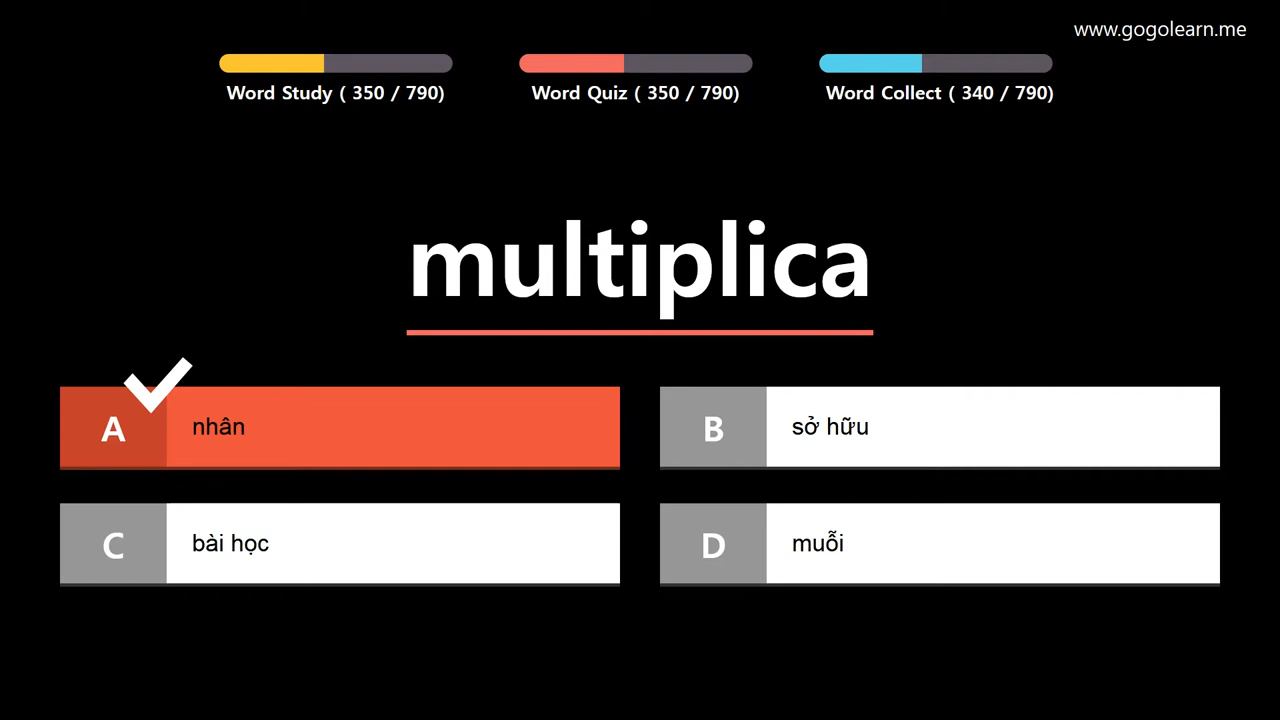 www.gogolearn.me
Word Study ( 350 / 790)
Word Quiz ( 350 / 790)
Word Collect ( 340 / 790)
multiplica
A
nhân
B
sở hữu
C
bài học
D
muỗi